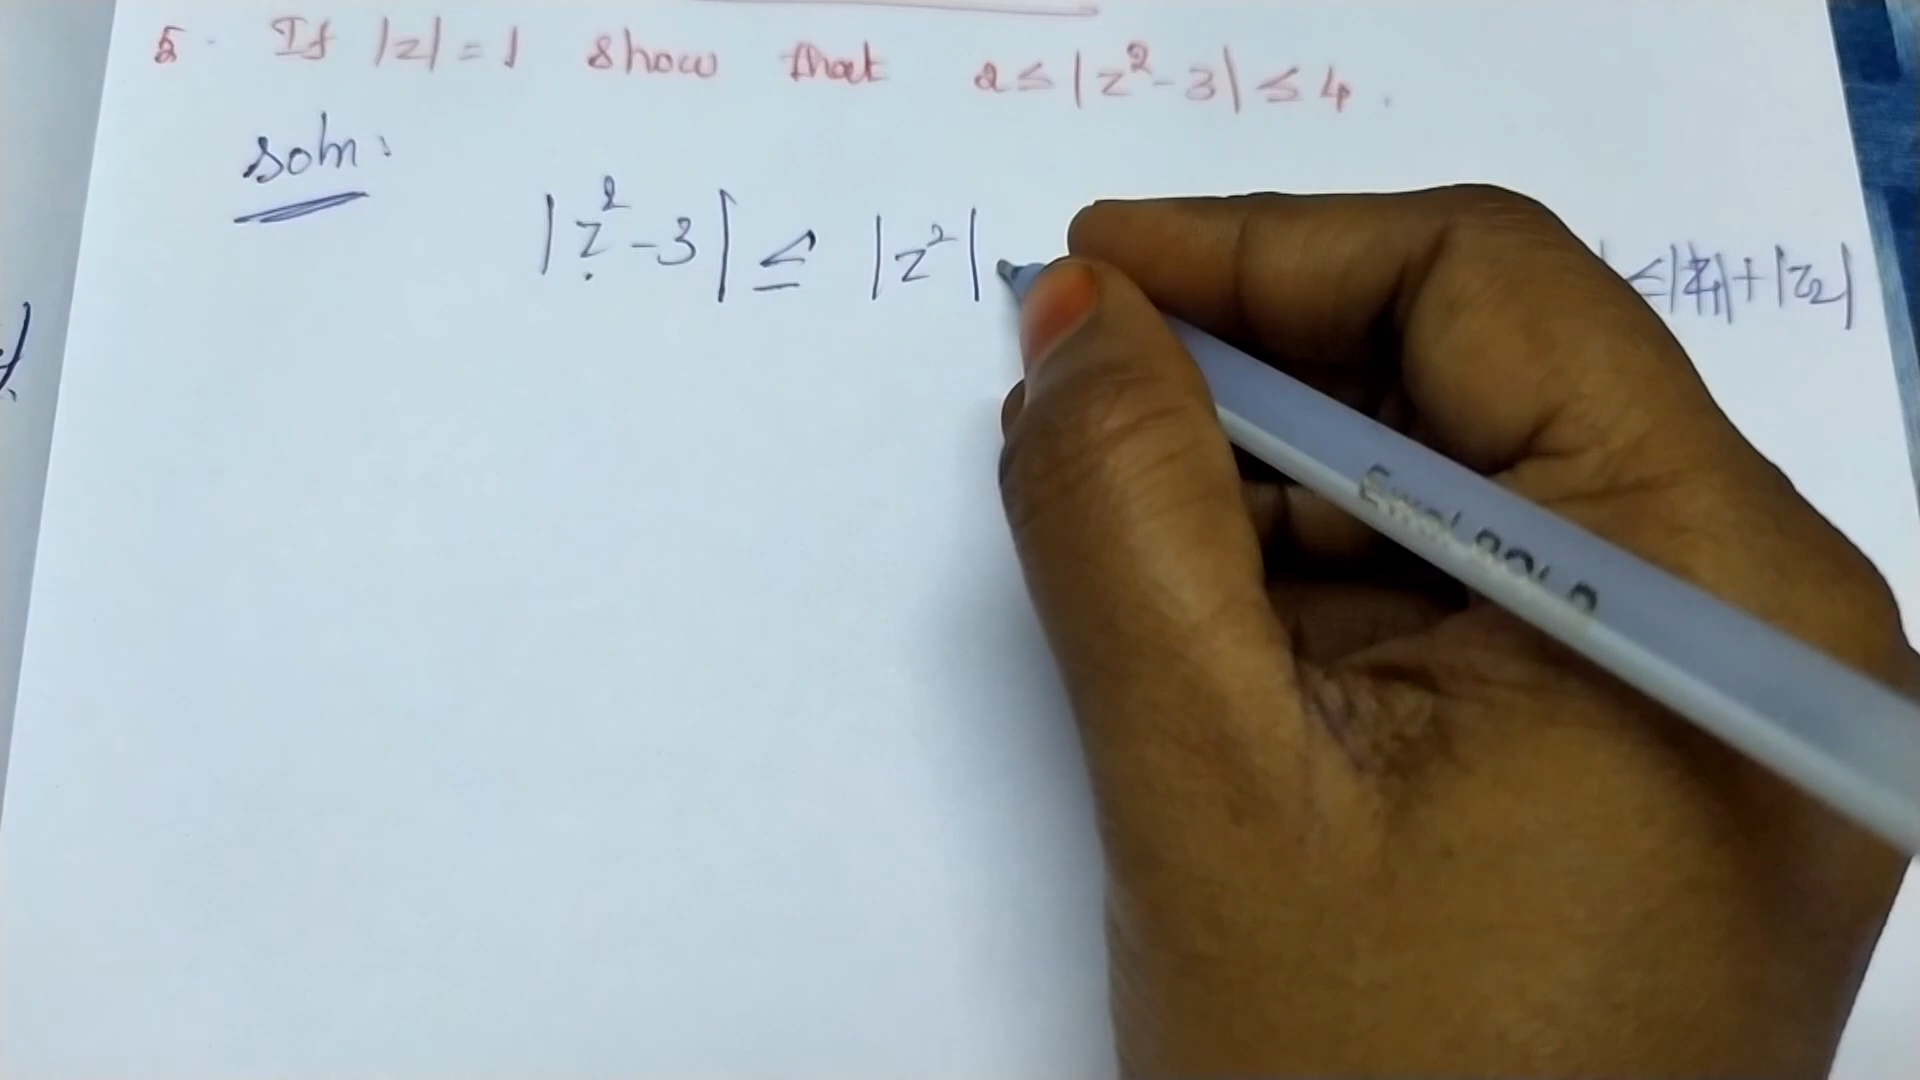 5. If |z| = 1 show that 2 ≤ |z² - 3| ≤ 4.
soln:
|z² - 3| ≤ |z²|
≤ |z₁| + |z₂|